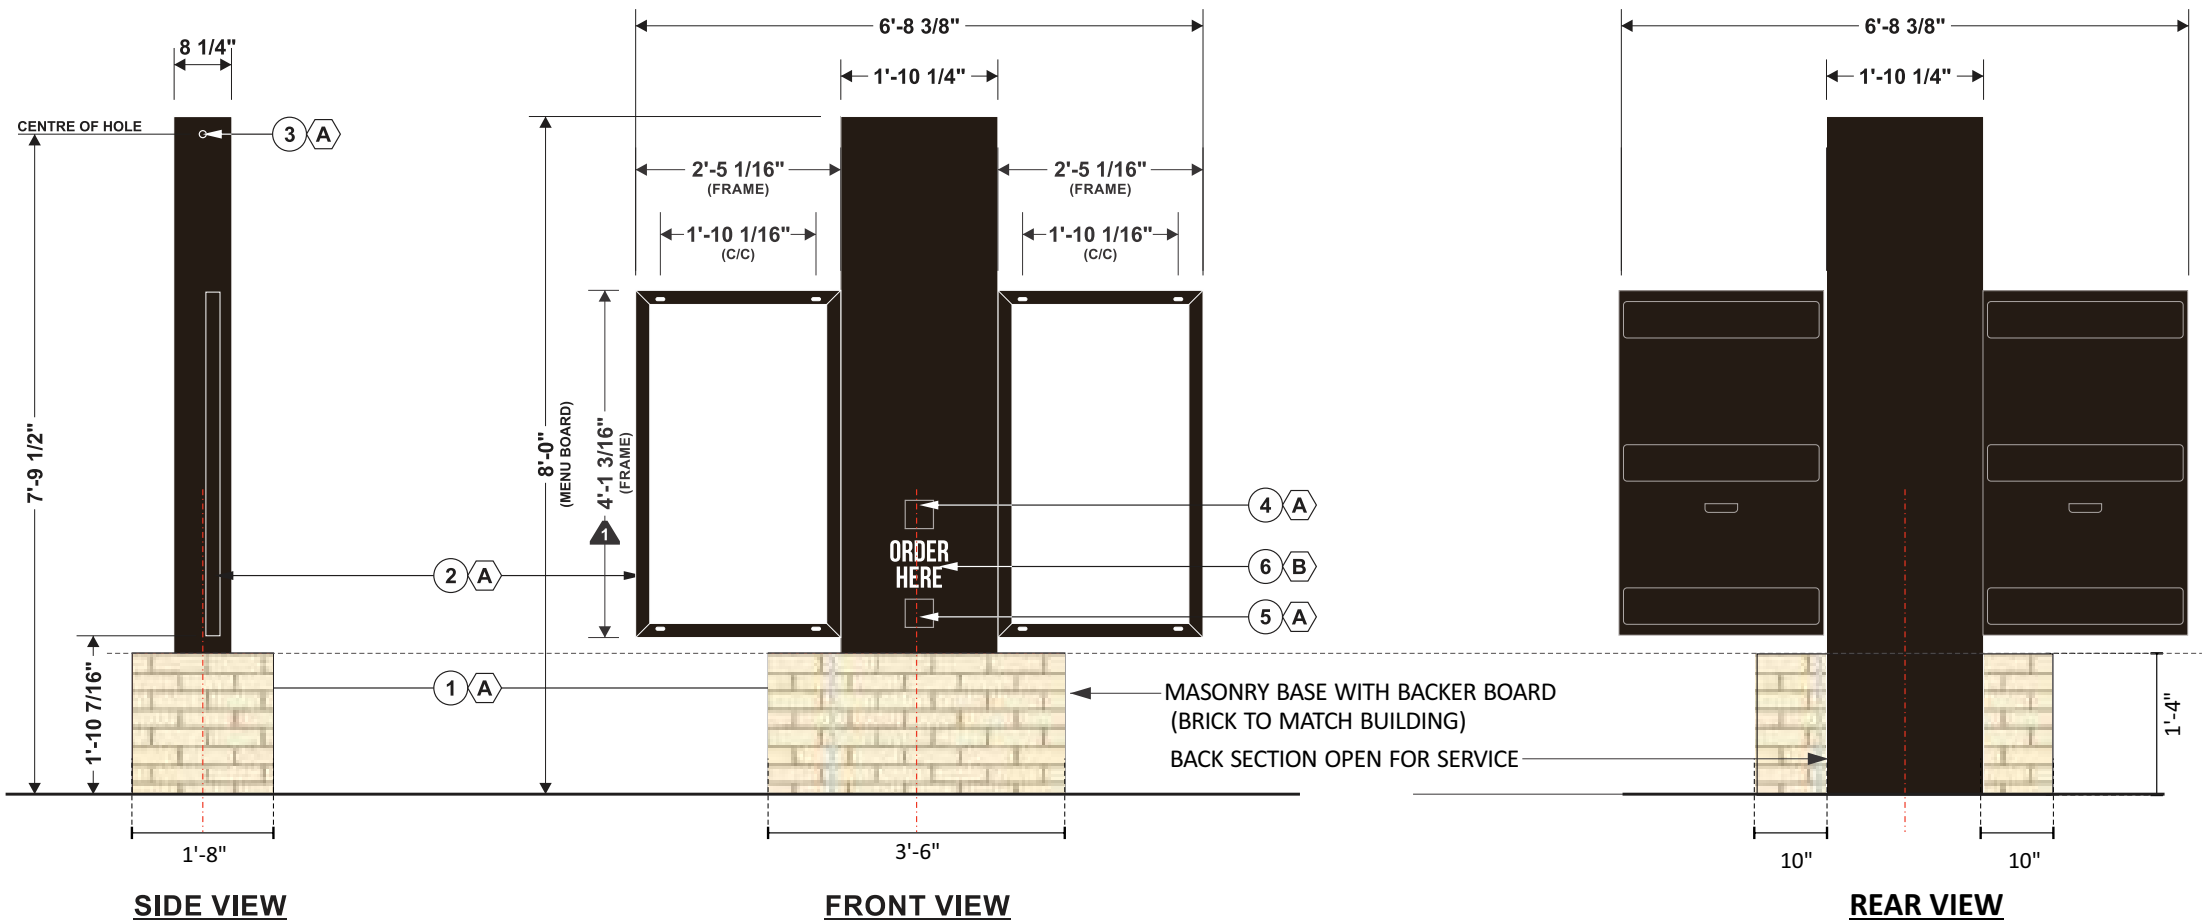 8 1/4"
CENTRE OF HOLE
3 A
7'-9 1/2"
1'-10 7/16"
1'-8"
SIDE VIEW
2 A
1 A
6'-8 3/8"
1'-10 1/4"
2'-5 1/16"
(FRAME)
1'-10 1/16"
(C/C)
2'-5 1/16"
(FRAME)
1'-10 1/16"
(C/C)
8'-0"
(MENU BOARD)
4'-1 3/16"
(FRAME)
1
ORDER
HERE
4 A
6 B
5 A
MASONRY BASE WITH BACKER BOARD
(BRICK TO MATCH BUILDING)
BACK SECTION OPEN FOR SERVICE
3'-6"
FRONT VIEW
6'-8 3/8"
1'-10 1/4"
1'-4"
10"
10"
REAR VIEW